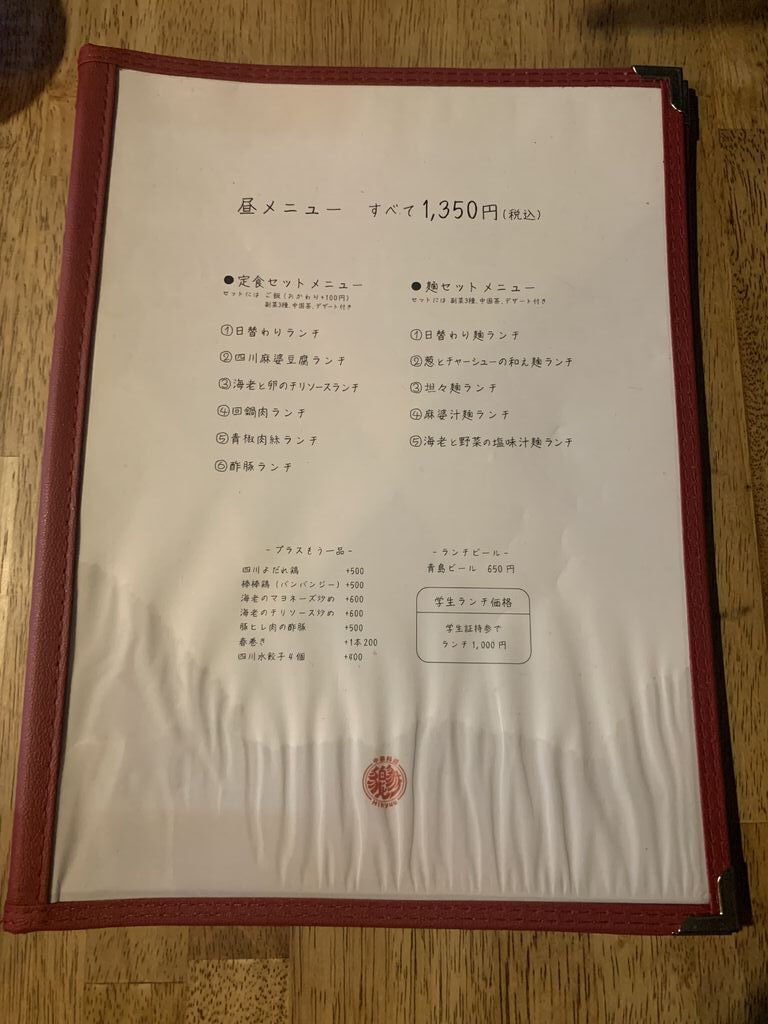 昼メニュー すべて1,350円(税込)
●定食セットメニュー
セットには ご飯(おかわり+100円)
副菜3種、中国茶、デザート付き
①日替わりランチ
②四川麻婆豆腐ランチ
③海老と卵のチリソースランチ
④回鍋肉ランチ
⑤青椒肉絲ランチ
⑥酢豚ランチ
●麺セットメニュー
セットには 副菜3種、中国茶、デザート付き
①日替わり麺ランチ
②葱とチャーシューの和え麺ランチ
③坦々麺ランチ
④麻婆汁麺ランチ
⑤海老と野菜の塩味汁麺ランチ
-プラスもう一品-
四川よだれ鶏 +500
棒棒鶏(バンバンジー) +500
海老のマヨネーズ炒め +600
海老のチリソース炒め +600
豚ヒレ肉の酢豚 +500
春巻き +1本200
四川水餃子4個 +400
-ランチビール-
青島ビール 650円
学生ランチ価格
学生証持参で
ランチ1,000円
中華料理